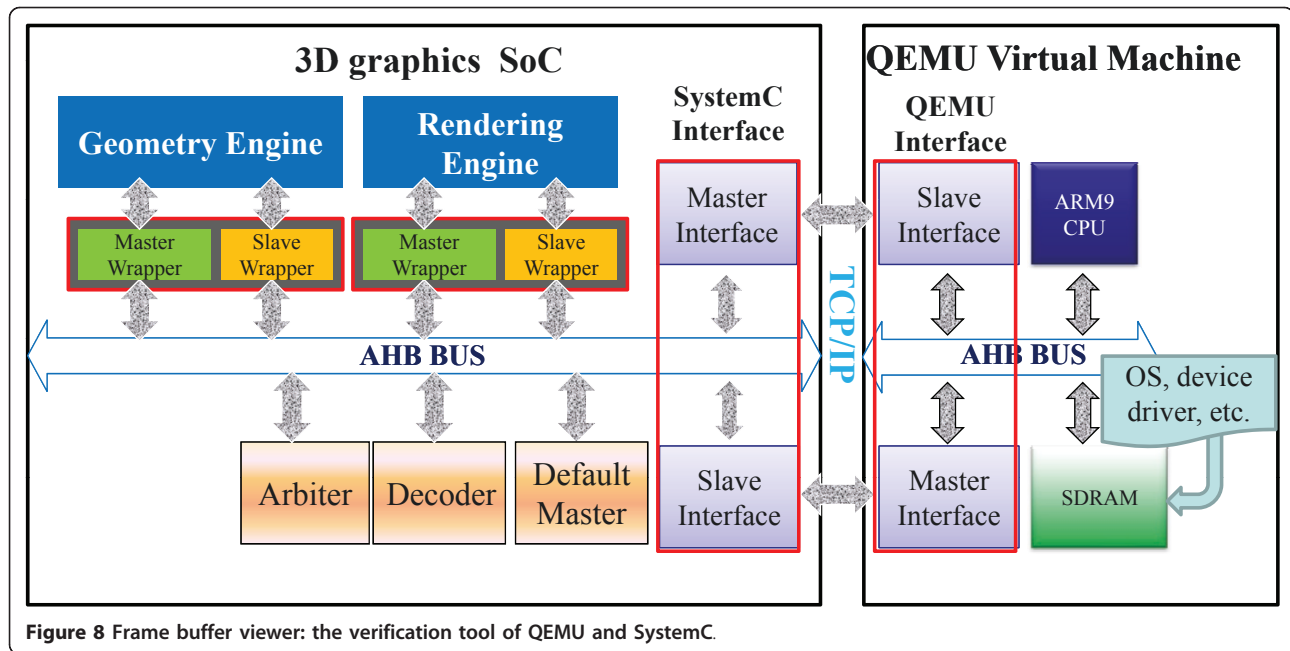 3D graphics SoC
QEMU Virtual Machine
SystemC
Interface
QEMU
Interface
Geometry Engine
Rendering
Engine
Master
Wrapper
Slave
Wrapper
Master
Wrapper
Slave
Wrapper
Master
Interface
Slave
Interface
ARM9
CPU
TCP/IP
AHB BUS
AHB BUS
OS, device
driver, etc.
Arbiter
Decoder
Default
Master
Slave
Interface
Master
Interface
SDRAM
Figure 8 Frame buffer viewer: the verification tool of QEMU and SystemC.